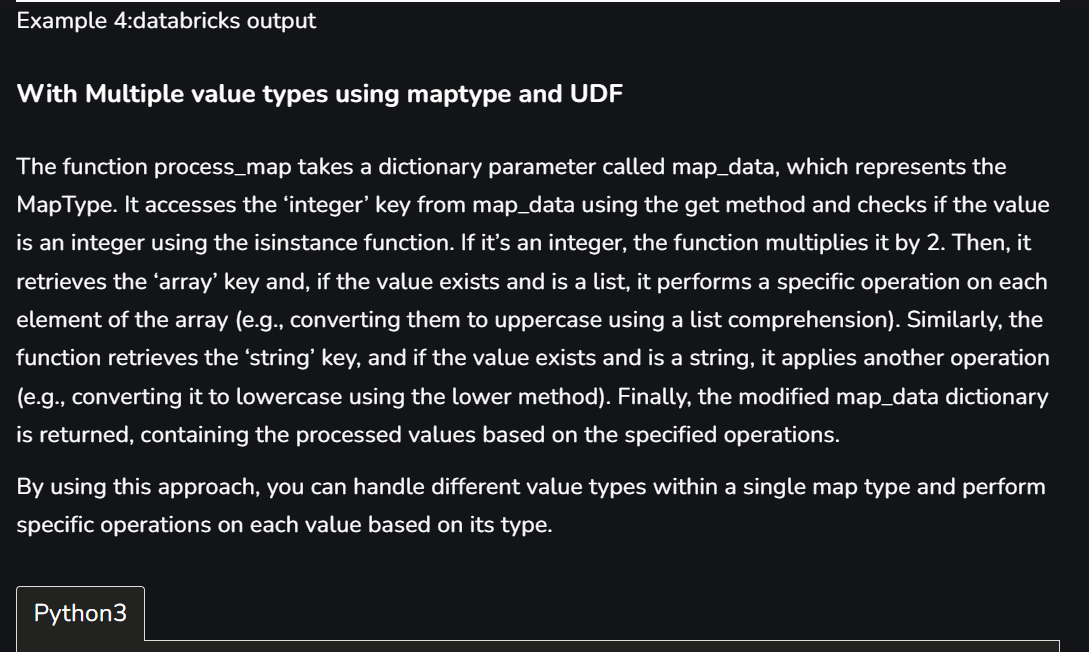 Example 4:databricks output
With Multiple value types using maptype and UDF
The function process_map takes a dictionary parameter called map_data, which represents the
MapType. It accesses the ‘integer’ key from map_data using the get method and checks if the value
is an integer using the isinstance function. If it’s an integer, the function multiplies it by 2. Then, it
retrieves the ‘array’ key and, if the value exists and is a list, it performs a specific operation on each
element of the array (e.g., converting them to uppercase using a list comprehension). Similarly, the
function retrieves the ‘string’ key, and if the value exists and is a string, it applies another operation
(e.g., converting it to lowercase using the lower method). Finally, the modified map_data dictionary
is returned, containing the processed values based on the specified operations.
By using this approach, you can handle different value types within a single map type and perform
specific operations on each value based on its type.
Python3